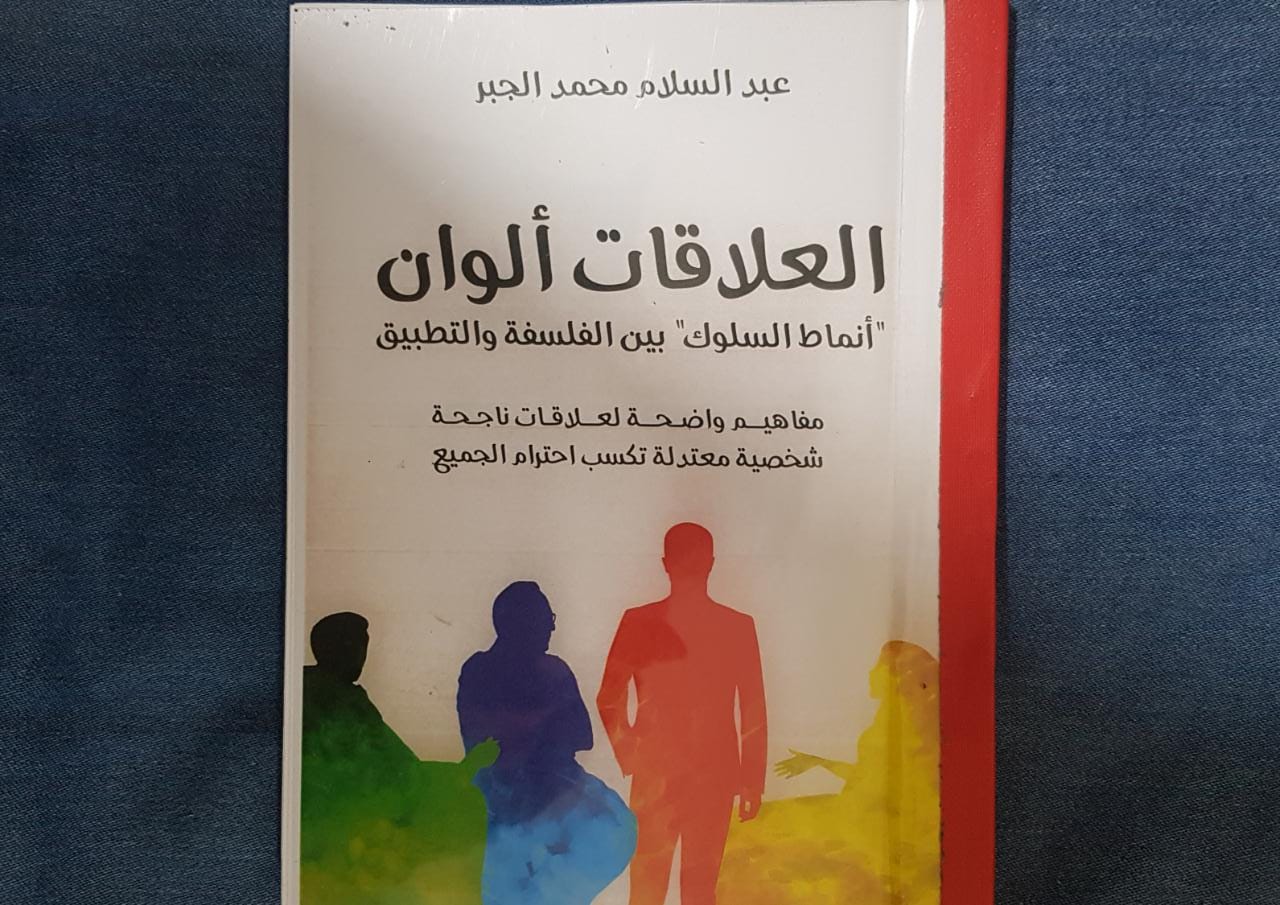 عبد السلام محمد الجبر
العلاقات ألوان
"أنماط السلوك" بين الفلسفة والتطبيق
مفاهيم واضحة لعلاقات ناجحة
شخصية معتدلة تكسب احترام الجميع